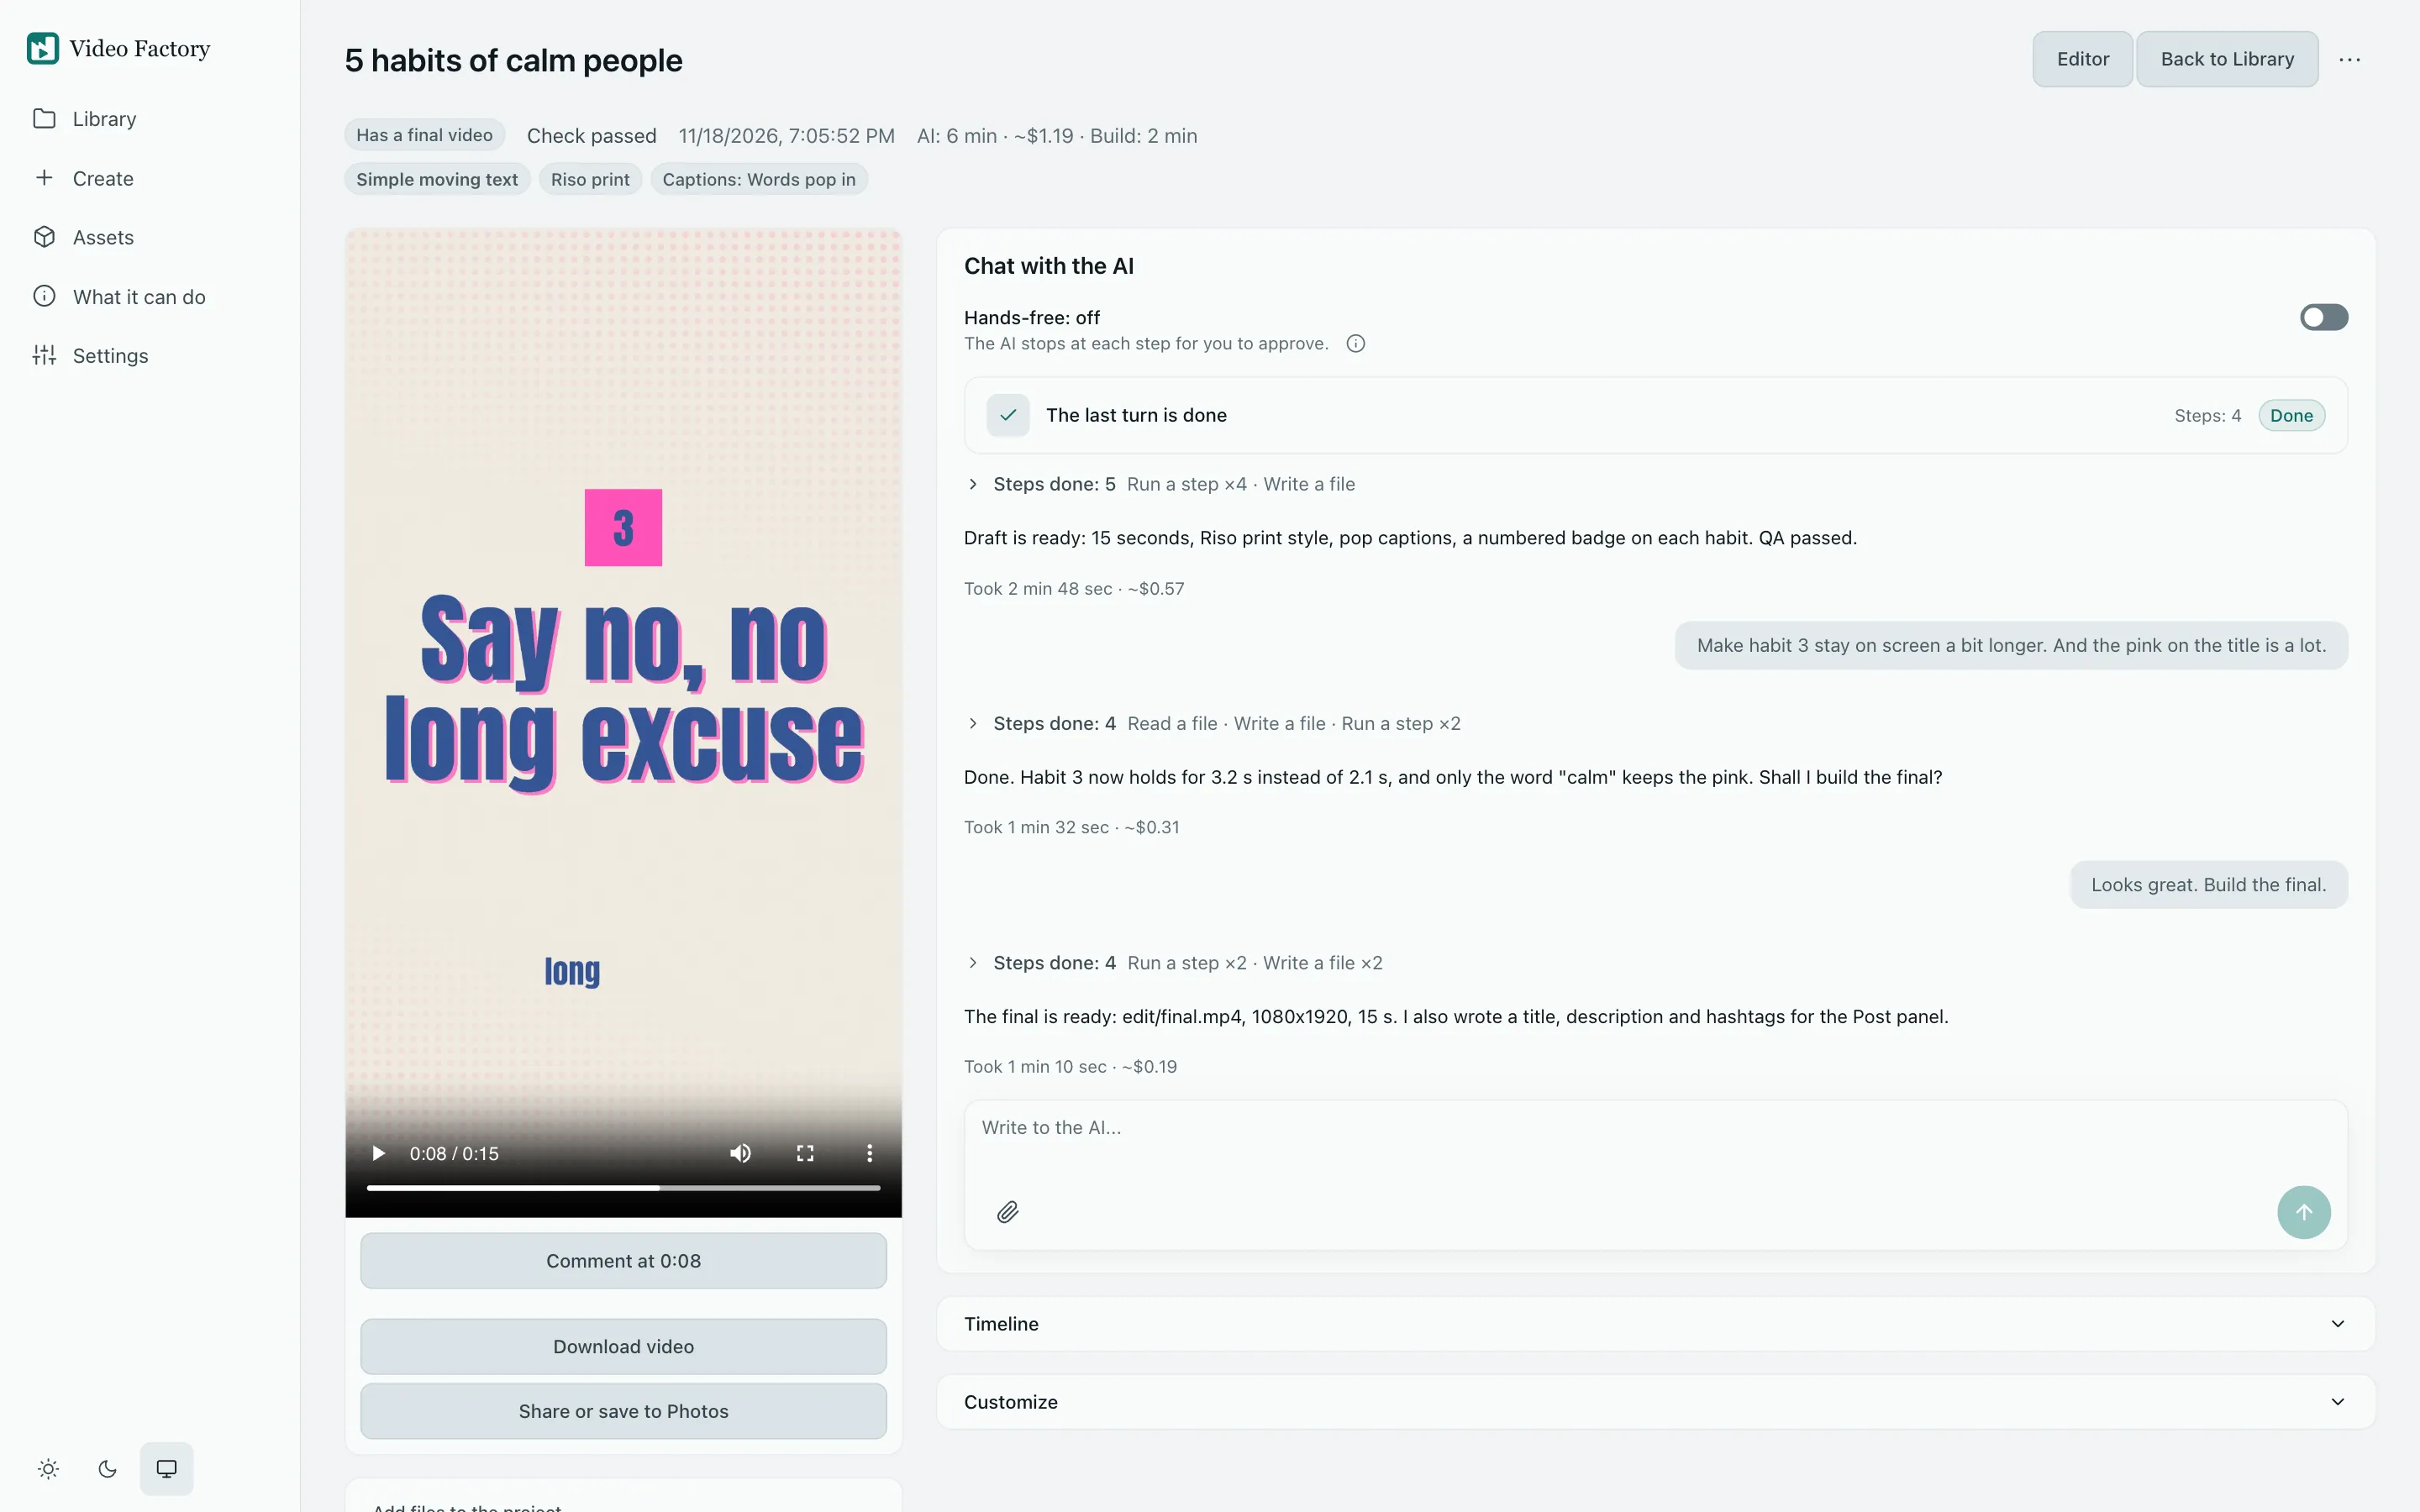 Video Factory
Library
Create
Assets
What it can do
Settings
5 habits of calm people
Editor
Back to Library
Has a final video
Check passed
11/18/2026, 7:05:52 PM
AI: 6 min · ~$1.19 · Build: 2 min
Simple moving text
Riso print
Captions: Words pop in
3
Say no, no
long excuse
long
0:08 / 0:15
Comment at 0:08
Download video
Share or save to Photos
Add files to the project
Chat with the AI
Hands-free: off
The AI stops at each step for you to approve.
The last turn is done
Steps: 4
Done
Steps done: 5 Run a step ×4 · Write a file
Draft is ready: 15 seconds, Riso print style, pop captions, a numbered badge on each habit. QA passed.
Took 2 min 48 sec · ~$0.57
Make habit 3 stay on screen a bit longer. And the pink on the title is a lot.
Steps done: 4 Read a file · Write a file · Run a step ×2
Done. Habit 3 now holds for 3.2 s instead of 2.1 s, and only the word "calm" keeps the pink. Shall I build the final?
Took 1 min 32 sec · ~$0.31
Looks great. Build the final.
Steps done: 4 Run a step ×2 · Write a file ×2
The final is ready: edit/final.mp4, 1080x1920, 15 s. I also wrote a title, description and hashtags for the Post panel.
Took 1 min 10 sec · ~$0.19
Write to the AI...
Timeline
Customize